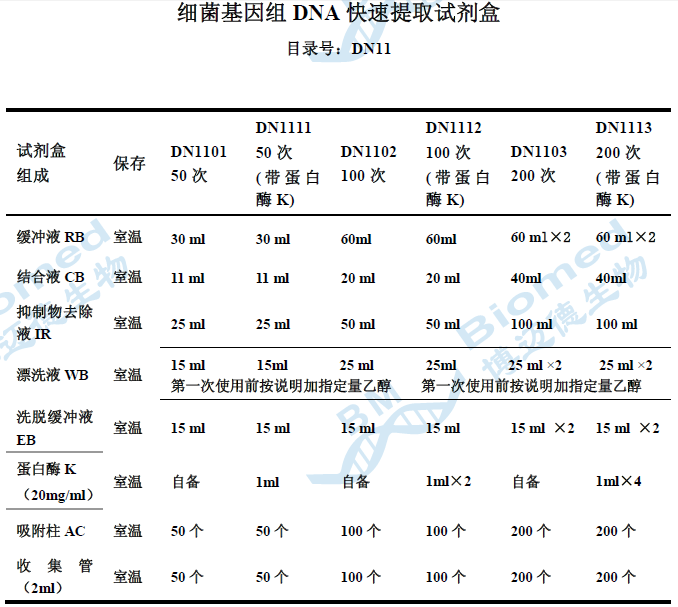 细菌基因组 DNA 快速提取试剂盒
目录号：DN11
试剂盒组成 保存 DN1101 50 次 DN1111 50 次 (带蛋白酶 K) DN1102 100 次 DN1112 100 次 (带蛋白酶 K) DN1103 200 次 DN1113 200 次 (带蛋白酶 K)
缓冲液 RB 室温 30 ml 30 ml 60ml 60ml 60 ml×2 60 ml×2
结合液 CB 室温 11 ml 11 ml 20 ml 20 ml 40ml 40ml
抑制物去除液 IR 室温 25 ml 25 ml 50 ml 50 ml 100 ml 100 ml
漂洗液 WB 室温 15 ml 15ml 25 ml 25ml 25 ml ×2 25 ml ×2
第一次使用前按说明加指定量乙醇 第一次使用前按说明加指定量乙醇
洗脱缓冲液 EB 室温 15 ml 15 ml 15 ml 15 ml 15 ml ×2 15 ml ×2
蛋白酶 K（20mg/ml） 室温 自备 1ml 自备 1ml×2 自备 1ml×4
吸附柱 AC 室温 50 个 50 个 100 个 100 个 200 个 200 个
收集管（2ml） 室温 50 个 50 个 100 个 100 个 200 个 200 个
Biomed
博迈德生物
BM